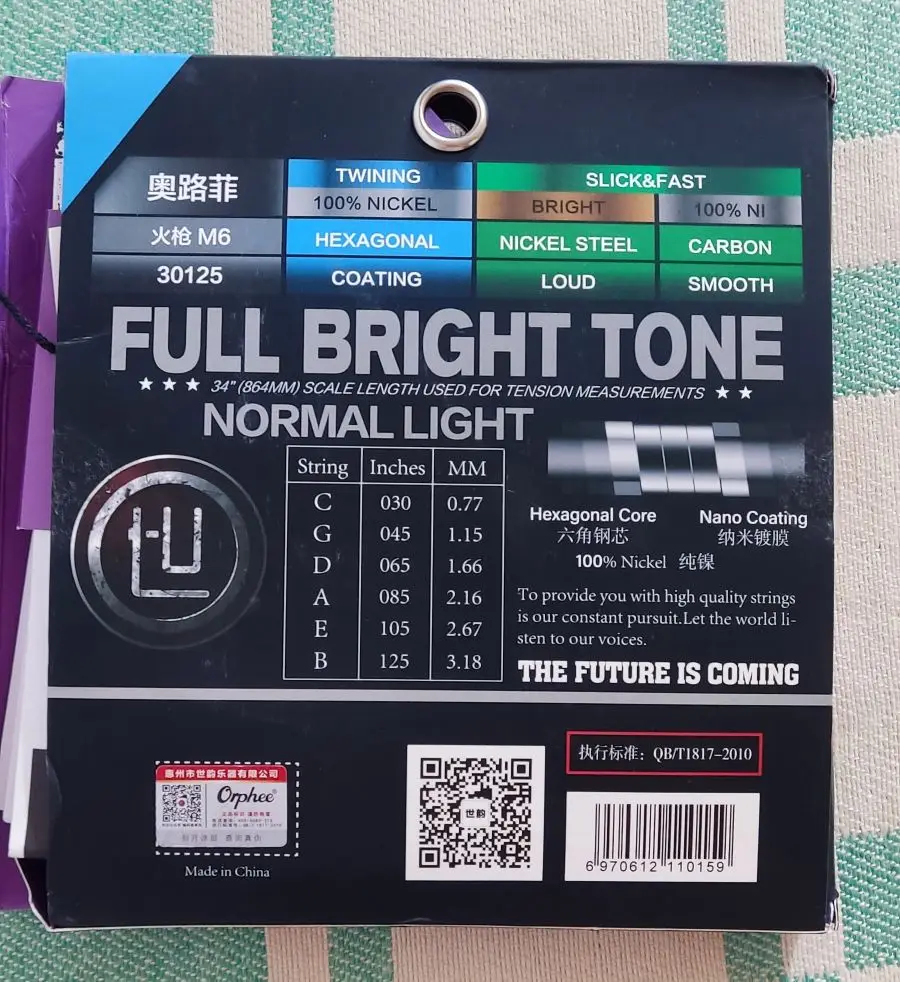 奥路菲
TWINING
SLICK&FAST
100% NICKEL
BRIGHT
100% NI
火枪 M6
HEXAGONAL
NICKEL STEEL
CARBON
30125
COATING
LOUD
SMOOTH
FULL BRIGHT TONE
34" (864MM) SCALE LENGTH USED FOR TENSION MEASUREMENTS
NORMAL LIGHT
String Inches MM
C 030 0.77
G 045 1.15
D 065 1.66
A 085 2.16
E 105 2.67
B 125 3.18
Hexagonal Core
六角钢芯
Nano Coating
纳米镀膜
100% Nickel 纯镍
To provide you with high quality strings
is our constant pursuit.Let the world li-
sten to our voices.
THE FUTURE IS COMING
惠州市世韵乐器有限公司
Orphee
Made in China
世韵
执行标准：QB/T1817-2010
6 970612 110159